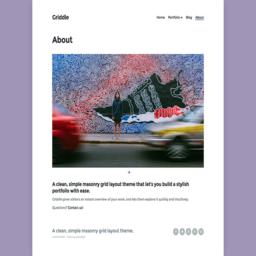 Griddle
Home Portfolio Blog About
About
A clean, simple masonry grid layout theme that let's you build a stylish
portfolio with ease.
Griddle gives visitors an instant overview of your work, and lets them explore it quickly and intuitively.
Questions? Contact us!
A clean, simple masonry grid layout theme.